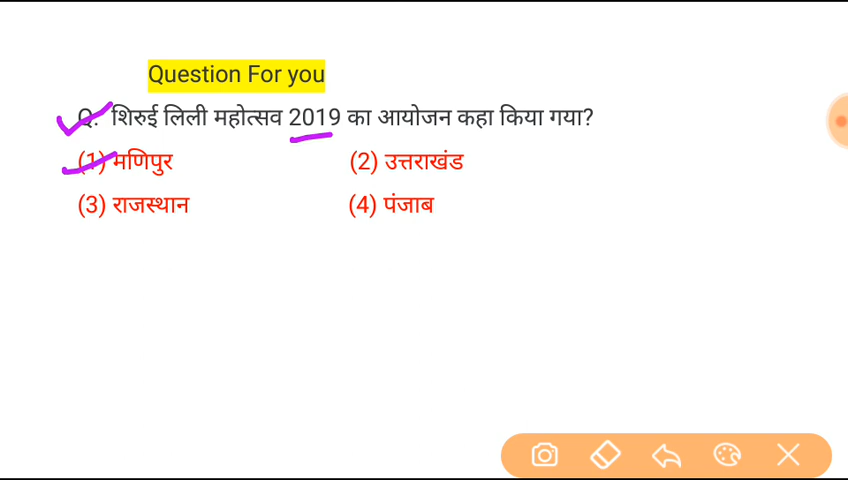 Question For you
Q. शिरुई लिली महोत्सव 2019 का आयोजन कहा किया गया?
(1) मणिपुर (2) उत्तराखंड
(3) राजस्थान (4) पंजाब